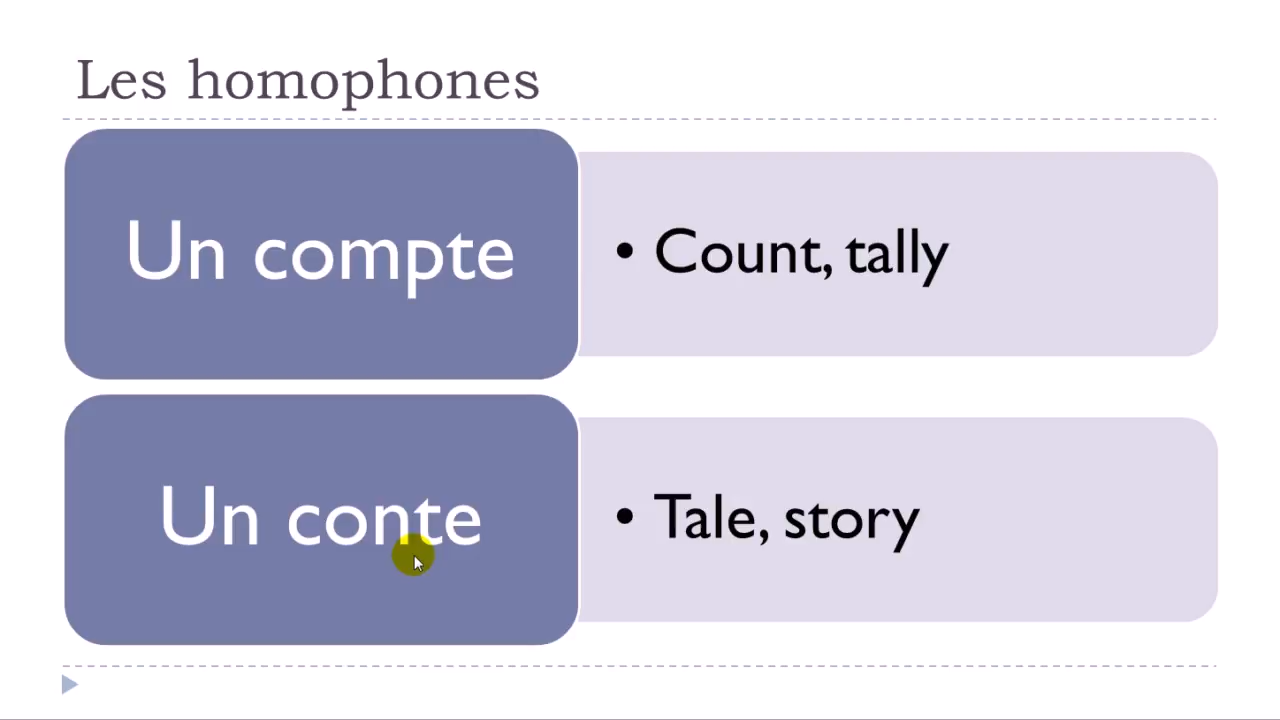 Les homophones
Un compte
• Count, tally
Un conte
• Tale, story